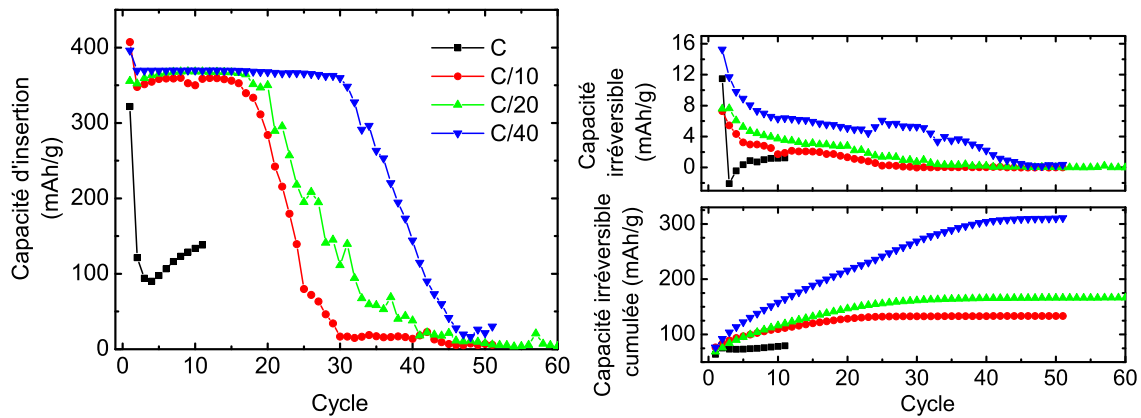 Capacité d'insertion
(mAh/g)
400
300
200
100
0
0
10
20
30
40
50
60
Cycle
C
C/10
C/20
C/40
Capacité
irréversible
(mAh/g)
16
12
8
4
0
Capacité irréversible
cumulée (mAh/g)
300
200
100
0
10
20
30
40
50
60
Cycle